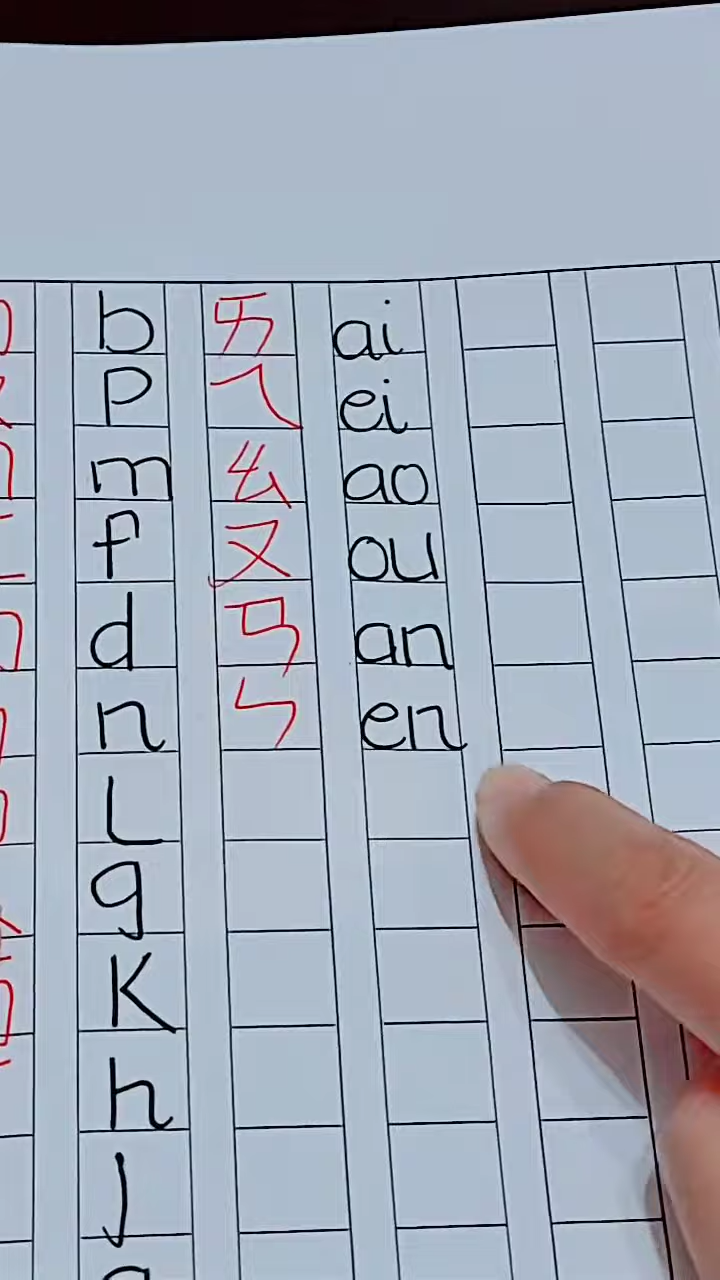 b ㄞ ai
p ㄟ ei
m ㄠ ao
f ㄡ ou
d ㄢ an
n ㄣ en
L
g
K
h
j